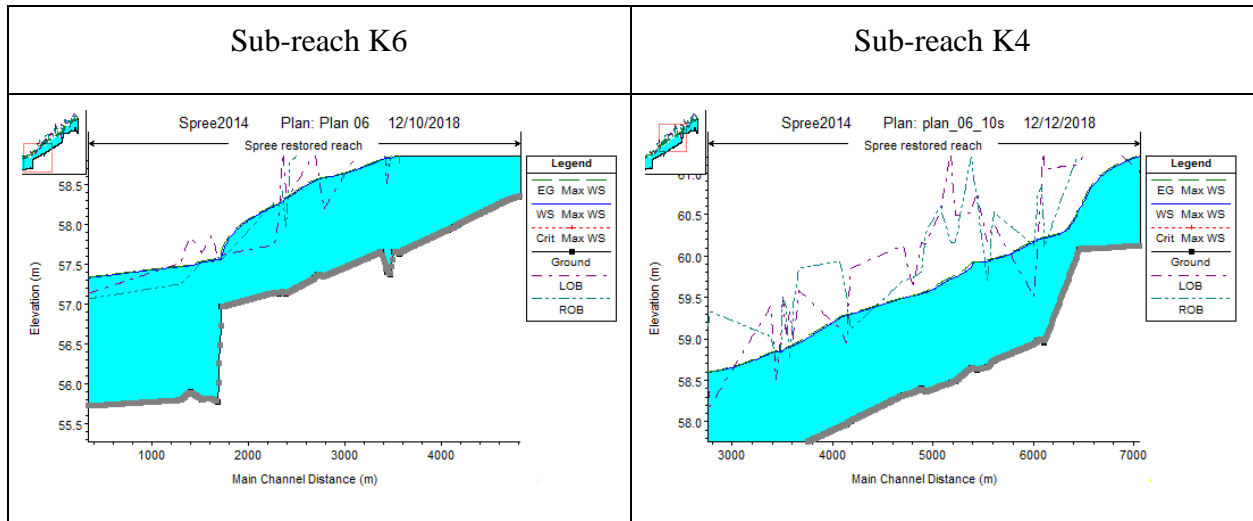 Sub-reach K6
Sub-reach K4
Spree2014 Plan: Plan 06 12/10/2018
Spree restored reach
Legend
EG Max WS
WS Max WS
Crit Max WS
Ground
LOB
ROB
58.5
58.0
57.5
57.0
56.5
56.0
55.5
Elevation (m)
1000 2000 3000 4000
Main Channel Distance (m)
Spree2014 Plan: plan_06_10s 12/12/2018
Spree restored reach
Legend
EG Max WS
WS Max WS
Crit Max WS
Ground
LOB
ROB
61.0
60.5
60.0
59.5
59.0
58.5
58.0
Elevation (m)
3000 4000 5000 6000 7000
Main Channel Distance (m)